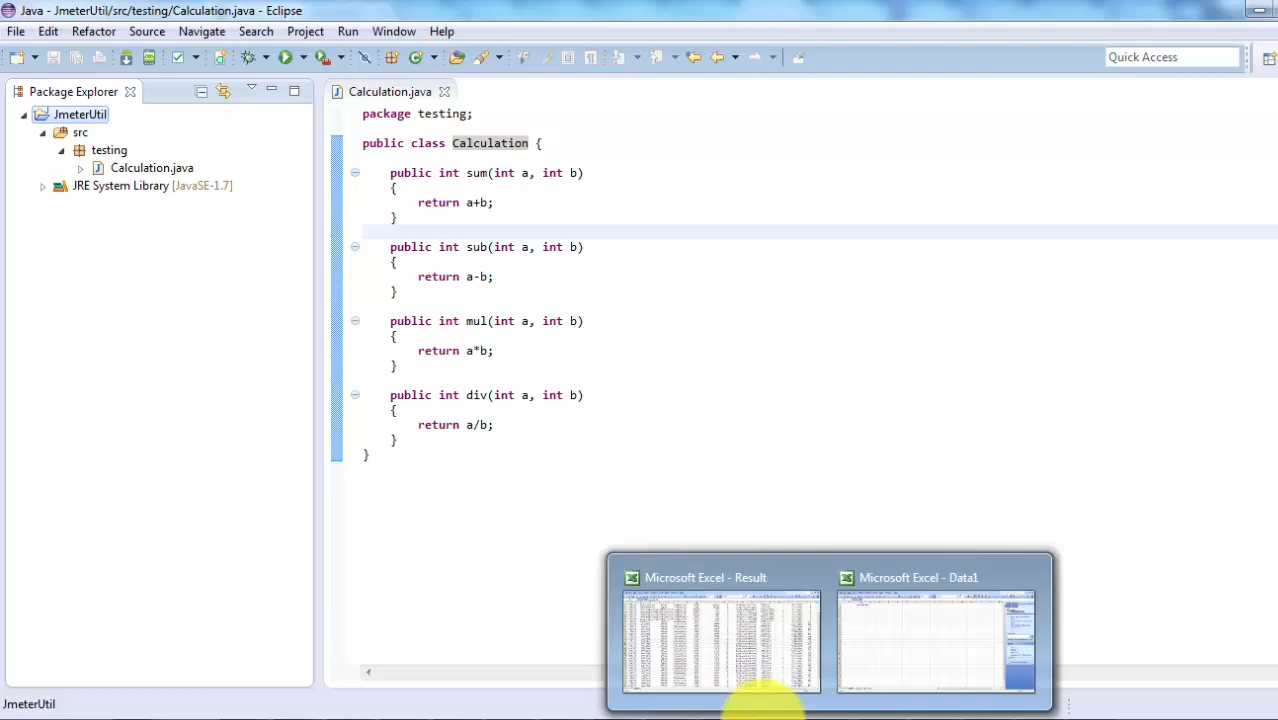 Java - JmeterUtil/src/testing/Calculation.java - Eclipse
File Edit Refactor Source Navigate Search Project Run Window Help
Quick Access
Package Explorer
JmeterUtil
src
testing
Calculation.java
JRE System Library [JavaSE-1.7]
Calculation.java
package testing;
public class Calculation {
public int sum(int a, int b)
{
return a+b;
}
public int sub(int a, int b)
{
return a-b;
}
public int mul(int a, int b)
{
return a*b;
}
public int div(int a, int b)
{
return a/b;
}
}
Microsoft Excel - Result
Microsoft Excel - Data1
JmeterUtil